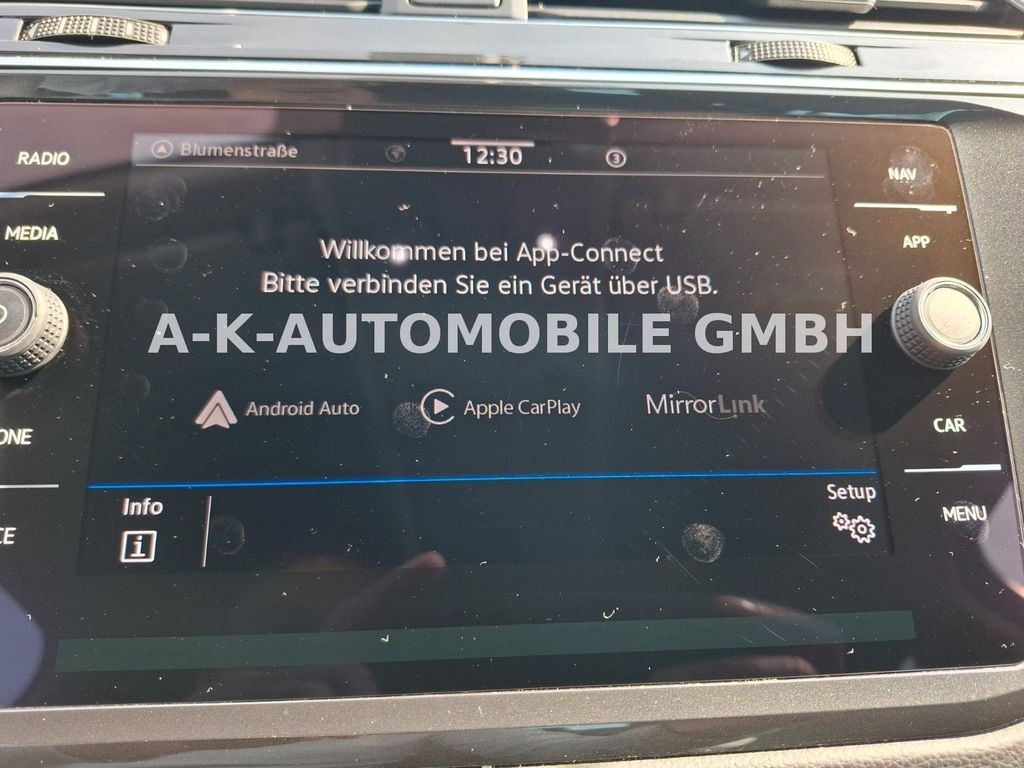 RADIO
Blumenstraße
12:30
3
NAV
MEDIA
APP
Willkommen bei App-Connect
Bitte verbinden Sie ein Gerät über USB.
A-K-AUTOMOBILE GMBH
Android Auto
Apple CarPlay
MirrorLink
ONE
CAR
Info
Setup
i
MENU
CE